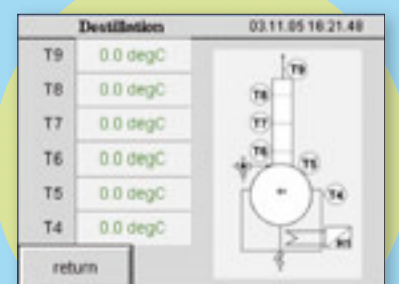 Destillation 03.11.05 16:21:48
T9 0.0 degC
T8 0.0 degC
T7 0.0 degC
T6 0.0 degC
T5 0.0 degC
T4 0.0 degC
return
T9
T8
T7
T6
T5
T4
H1